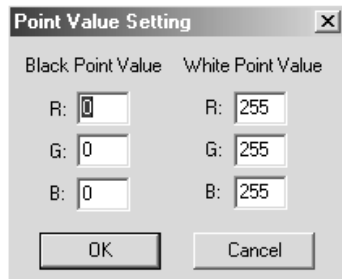 Point Value Setting
Black Point Value White Point Value
R: 0 R: 255
G: 0 G: 255
B: 0 B: 255
OK Cancel